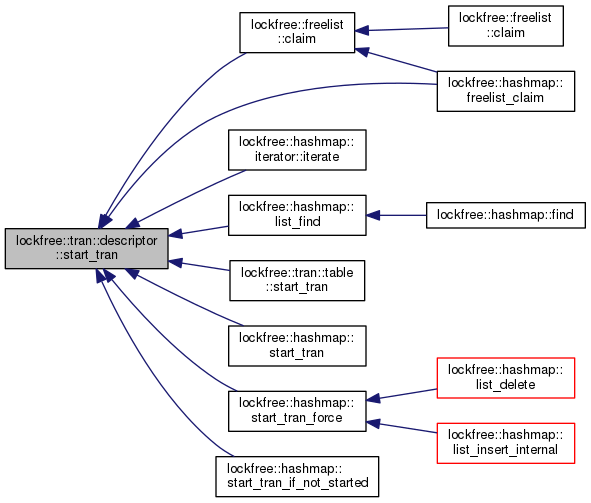 lockfree::tran::descriptor
::start_tran
lockfree::freelist
::claim
lockfree::freelist
::claim
lockfree::hashmap::
freelist_claim
lockfree::hashmap::
iterator::iterate
lockfree::hashmap::
list_find
lockfree::hashmap::find
lockfree::tran::table
::start_tran
lockfree::hashmap::
start_tran
lockfree::hashmap::
start_tran_force
lockfree::hashmap::
list_delete
lockfree::hashmap::
list_insert_internal
lockfree::hashmap::
start_tran_if_not_started